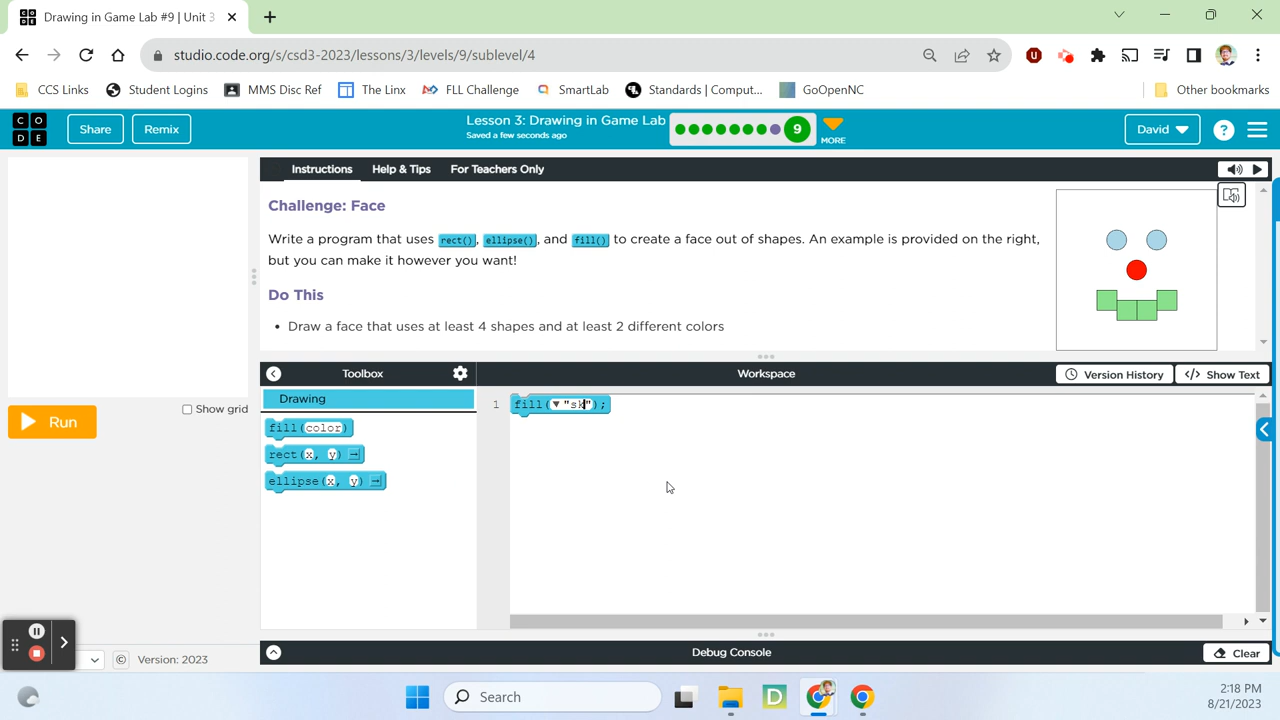 Drawing in Game Lab #9 | Unit 3
studio.code.org/s/csd3-2023/lessons/3/levels/9/sublevel/4
CCS Links
Student Logins
MMS Disc Ref
The Linx
FLL Challenge
SmartLab
Standards | Comput...
GoOpenNC
Other bookmarks
C O
D E
Share
Remix
Lesson 3: Drawing in Game Lab
Saved a few seconds ago
9
MORE
David
?
Instructions
Help & Tips
For Teachers Only
Challenge: Face
Write a program that uses rect(), ellipse(), and fill() to create a face out of shapes. An example is provided on the right,
but you can make it however you want!
Do This
• Draw a face that uses at least 4 shapes and at least 2 different colors
Toolbox
Workspace
Version History
</> Show Text
Drawing
1
fill("sk");
Run
Show grid
fill(color)
rect(x, y)
ellipse(x, y)
© Version: 2023
Debug Console
Clear
Search
2:18 PM
8/21/2023